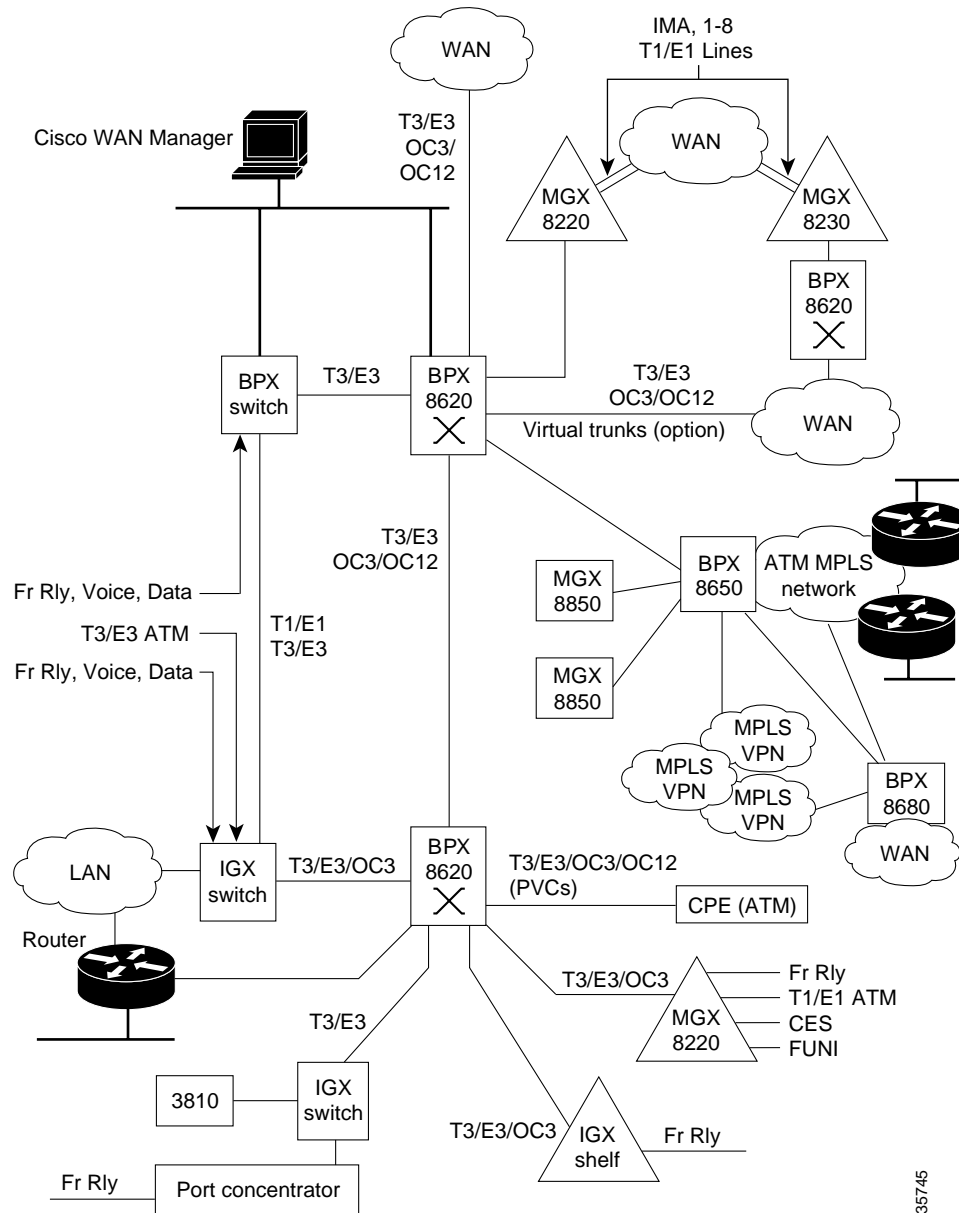 IMA, 1-8
T1/E1 Lines
WAN
Cisco WAN Manager
T3/E3
OC3/
OC12
WAN
MGX
8220
MGX
8230
BPX
8620
BPX
switch
T3/E3
BPX
8620
T3/E3
OC3/OC12
Virtual trunks (option)
WAN
T3/E3
OC3/OC12
MGX
8850
BPX
8650
ATM MPLS
network
Fr Rly, Voice, Data
T3/E3 ATM
Fr Rly, Voice, Data
T1/E1
T3/E3
MGX
8850
MPLS
VPN
MPLS
VPN
MPLS
VPN
BPX
8680
WAN
LAN
IGX
switch
T3/E3/OC3
BPX
8620
T3/E3/OC3/OC12
(PVCs)
CPE (ATM)
Router
T3/E3/OC3
MGX
8220
Fr Rly
T1/E1 ATM
CES
FUNI
T3/E3
3810
IGX
switch
T3/E3/OC3
IGX
shelf
Fr Rly
Fr Rly
Port concentrator
35745